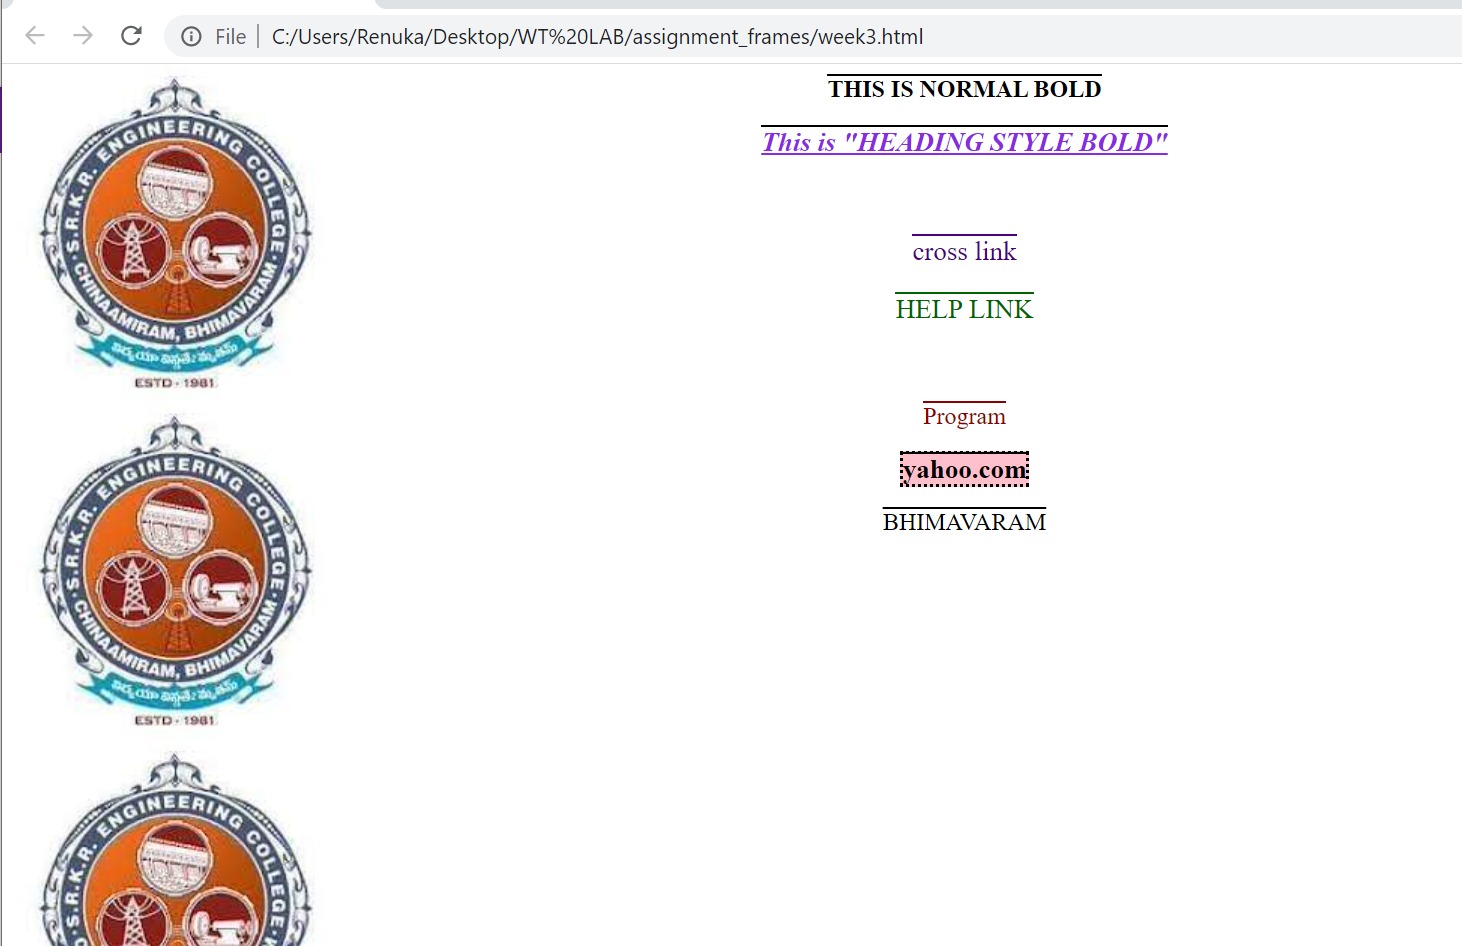 File
C:/Users/Renuka/Desktop/WT%20LAB/assignment_frames/week3.html
THIS IS NORMAL BOLD
This is "HEADING STYLE BOLD"
cross link
HELP LINK
Program
yahoo.com
BHIMAVARAM
S.R.K.R. ENGINEERING COLLEGE
CHINAAMIRAM, BHIMAVARAM
ESTD - 1981
S.R.K.R. ENGINEERING COLLEGE
CHINAAMIRAM, BHIMAVARAM
ESTD - 1981
ENGINEERING COLLEGE